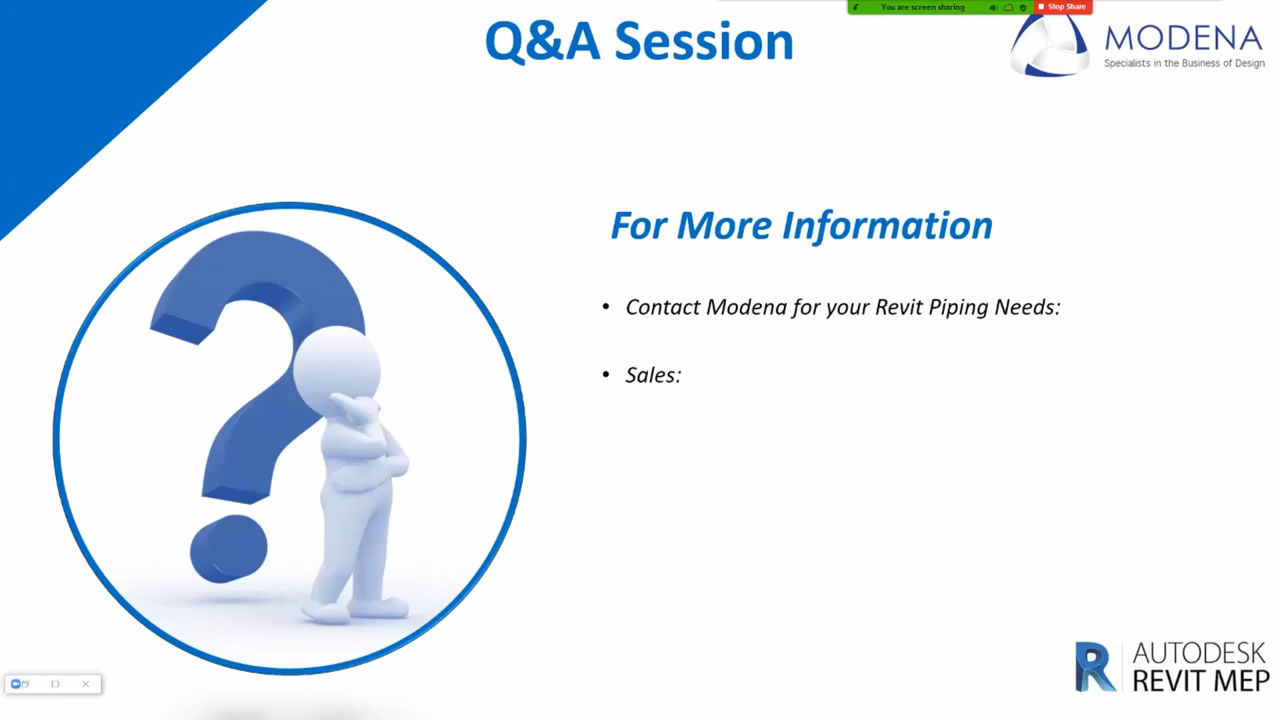 You are screen sharing
Stop Share
Q&A Session
MODENA
Specialists in the Business of Design
For More Information
• Contact Modena for your Revit Piping Needs:
• Sales:
R AUTODESK
REVIT MEP